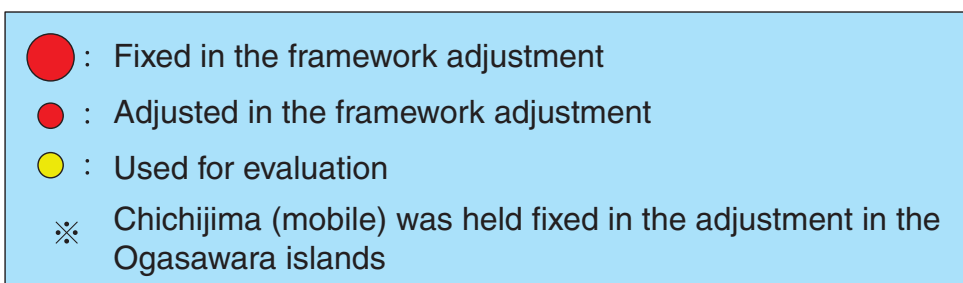 : Fixed in the framework adjustment
: Adjusted in the framework adjustment
: Used for evaluation
※ Chichijima (mobile) was held fixed in the adjustment in the
Ogasawara islands